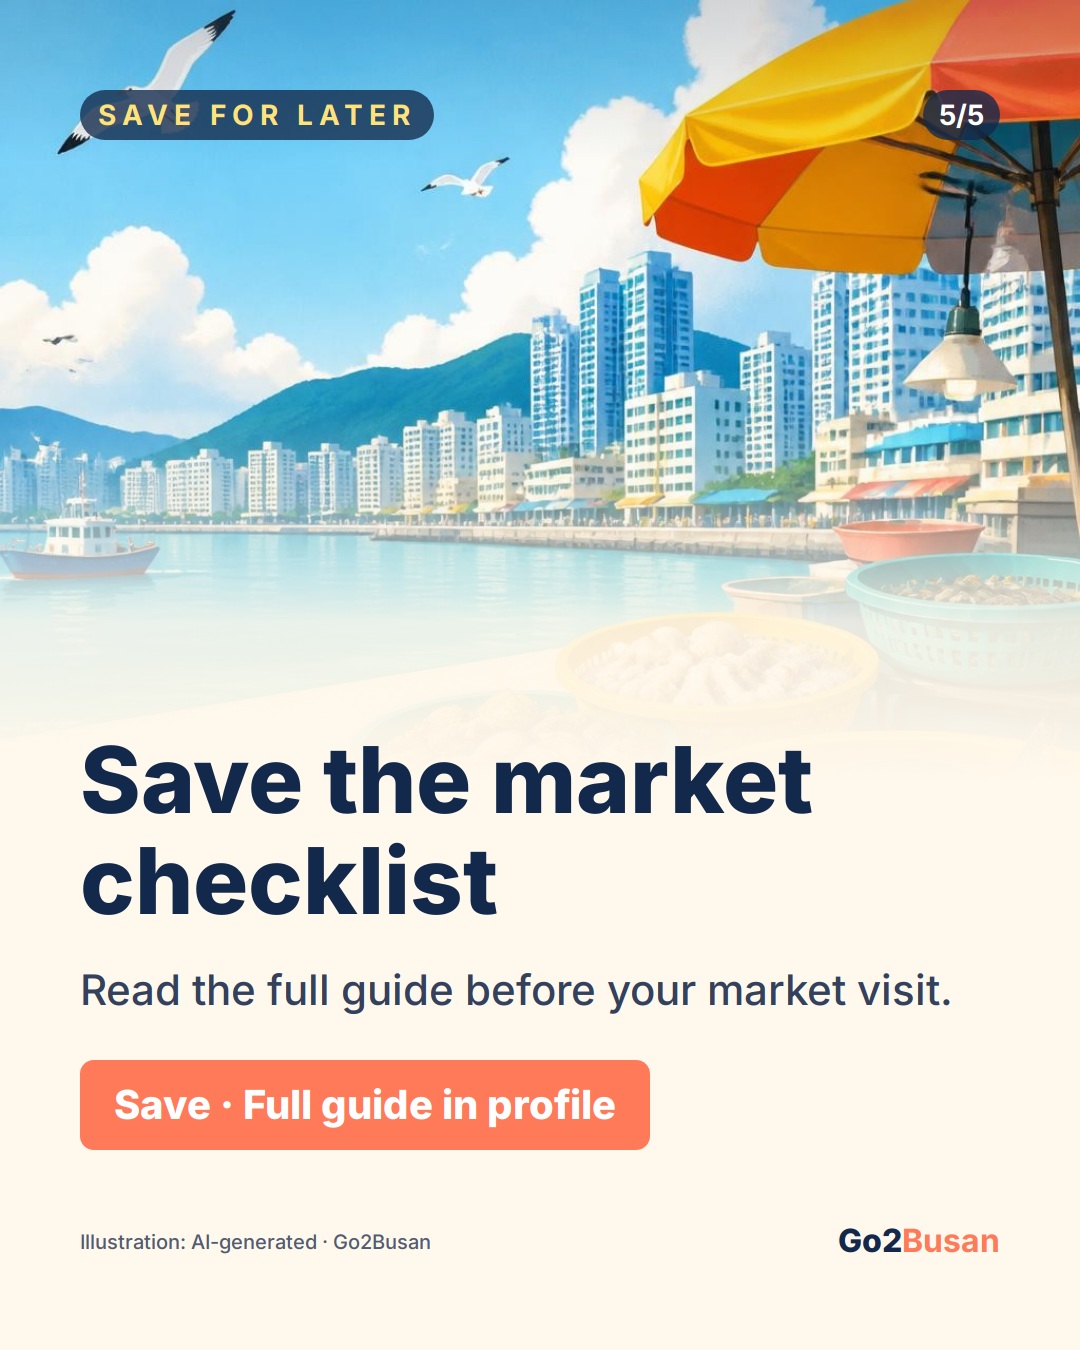 SAVE FOR LATER
5/5
Save the market
checklist
Read the full guide before your market visit.
Save · Full guide in profile
Illustration: AI-generated · Go2Busan
Go2Busan